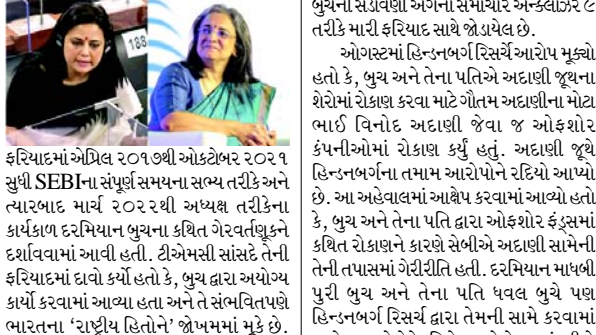 188
ફરિયાદમાં એપ્રિલ ૨૦૧૭થી ઓક્ટોબર ૨૦૨૧
સુધી SEBIના સંપૂર્ણ સમયના સભ્ય તરીકે અને
ત્યારબાદ માર્ચ ૨૦૨૨થી અધ્યક્ષ તરીકેના
કાર્યકાળ દરમિયાન બુચના કથિત ગેરવર્તણૂકને
દર્શાવવામાં આવી હતી. ટીએમસી સાંસદે તેની
ફરિયાદમાં દાવો કર્યો હતો કે, બુચ દ્વારા અયોગ્ય
કાર્યો કરવામાં આવ્યા હતા અને તે સંભવિતપણે
ભારતના ‘રાષ્ટ્રીય હિતોને’ જોખમમાં મૂકે છે.
બુચની સંડોવણી અંગેના સમાચાર એન્ક્લોઝર ૯
તરીકે મારી ફરિયાદ સાથે જોડાયેલ છે.
ઓગસ્ટમાં હિન્ડનબર્ગ રિસર્ચે આરોપ મૂક્યો
હતો કે, બુચ અને તેના પતિએ અદાણી જૂથના
શેરોમાં રોકાણ કરવા માટે ગૌતમ અદાણીના મોટા
ભાઈ વિનોદ અદાણી જેવા જ ઓફશોર
કંપનીઓમાં રોકાણ કર્યું હતું. અદાણી જૂથે
હિન્ડનબર્ગના તમામ આરોપોને રદિયો આપ્યો
છે. આ અહેવાલમાં આક્ષેપ કરવામાં આવ્યો હતો
કે, બુચ અને તેના પતિ દ્વારા ઓફશોર ફંડ્સમાં
કથિત રોકાણને કારણે સેબીએ અદાણી સામેની
તેની તપાસમાં ગેરીરીતિ હતી. દરમિયાન માધબી
પુરી બુચ અને તેના પતિ ધવલ બુચે પણ
હિન્ડનબર્ગ રિસર્ચ દ્વારા તેમની સામે કરવામાં